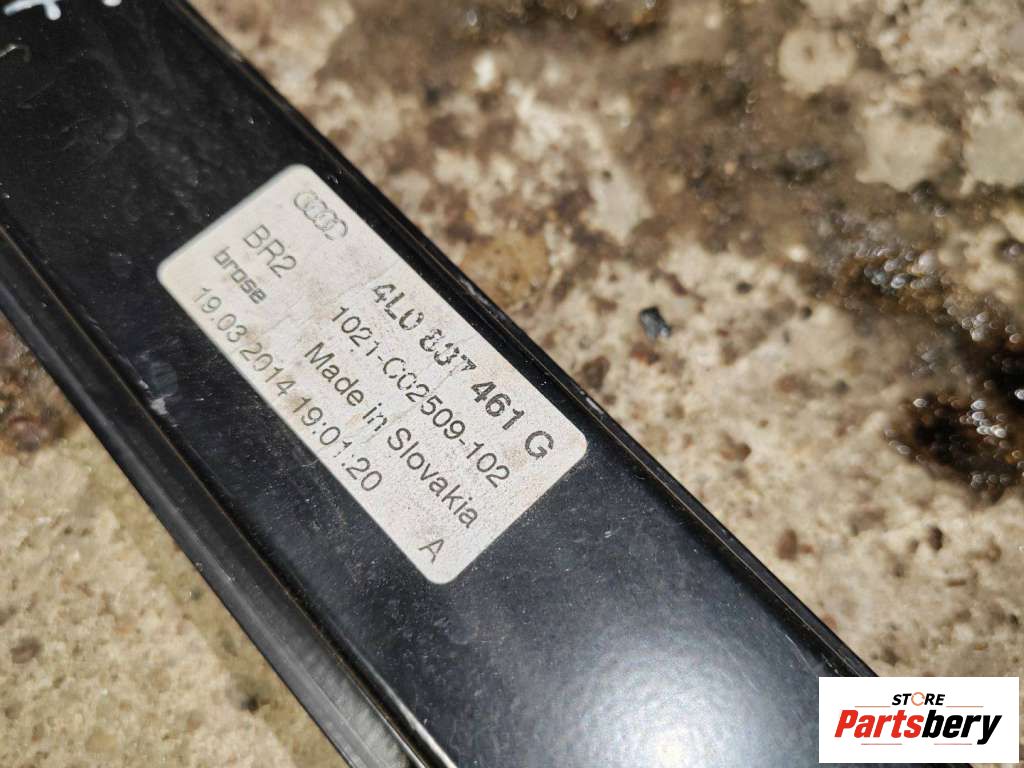 4L0 837 461 G
BR2 1021-C02509-102
brose Made in Slovakia
19.03 2014 19:01:20 A
STORE
Partsbery